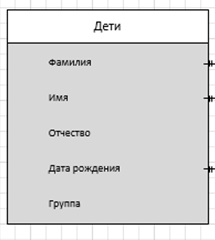 Дети
Фамилия
Имя
Отчество
Дата рождения
Группа